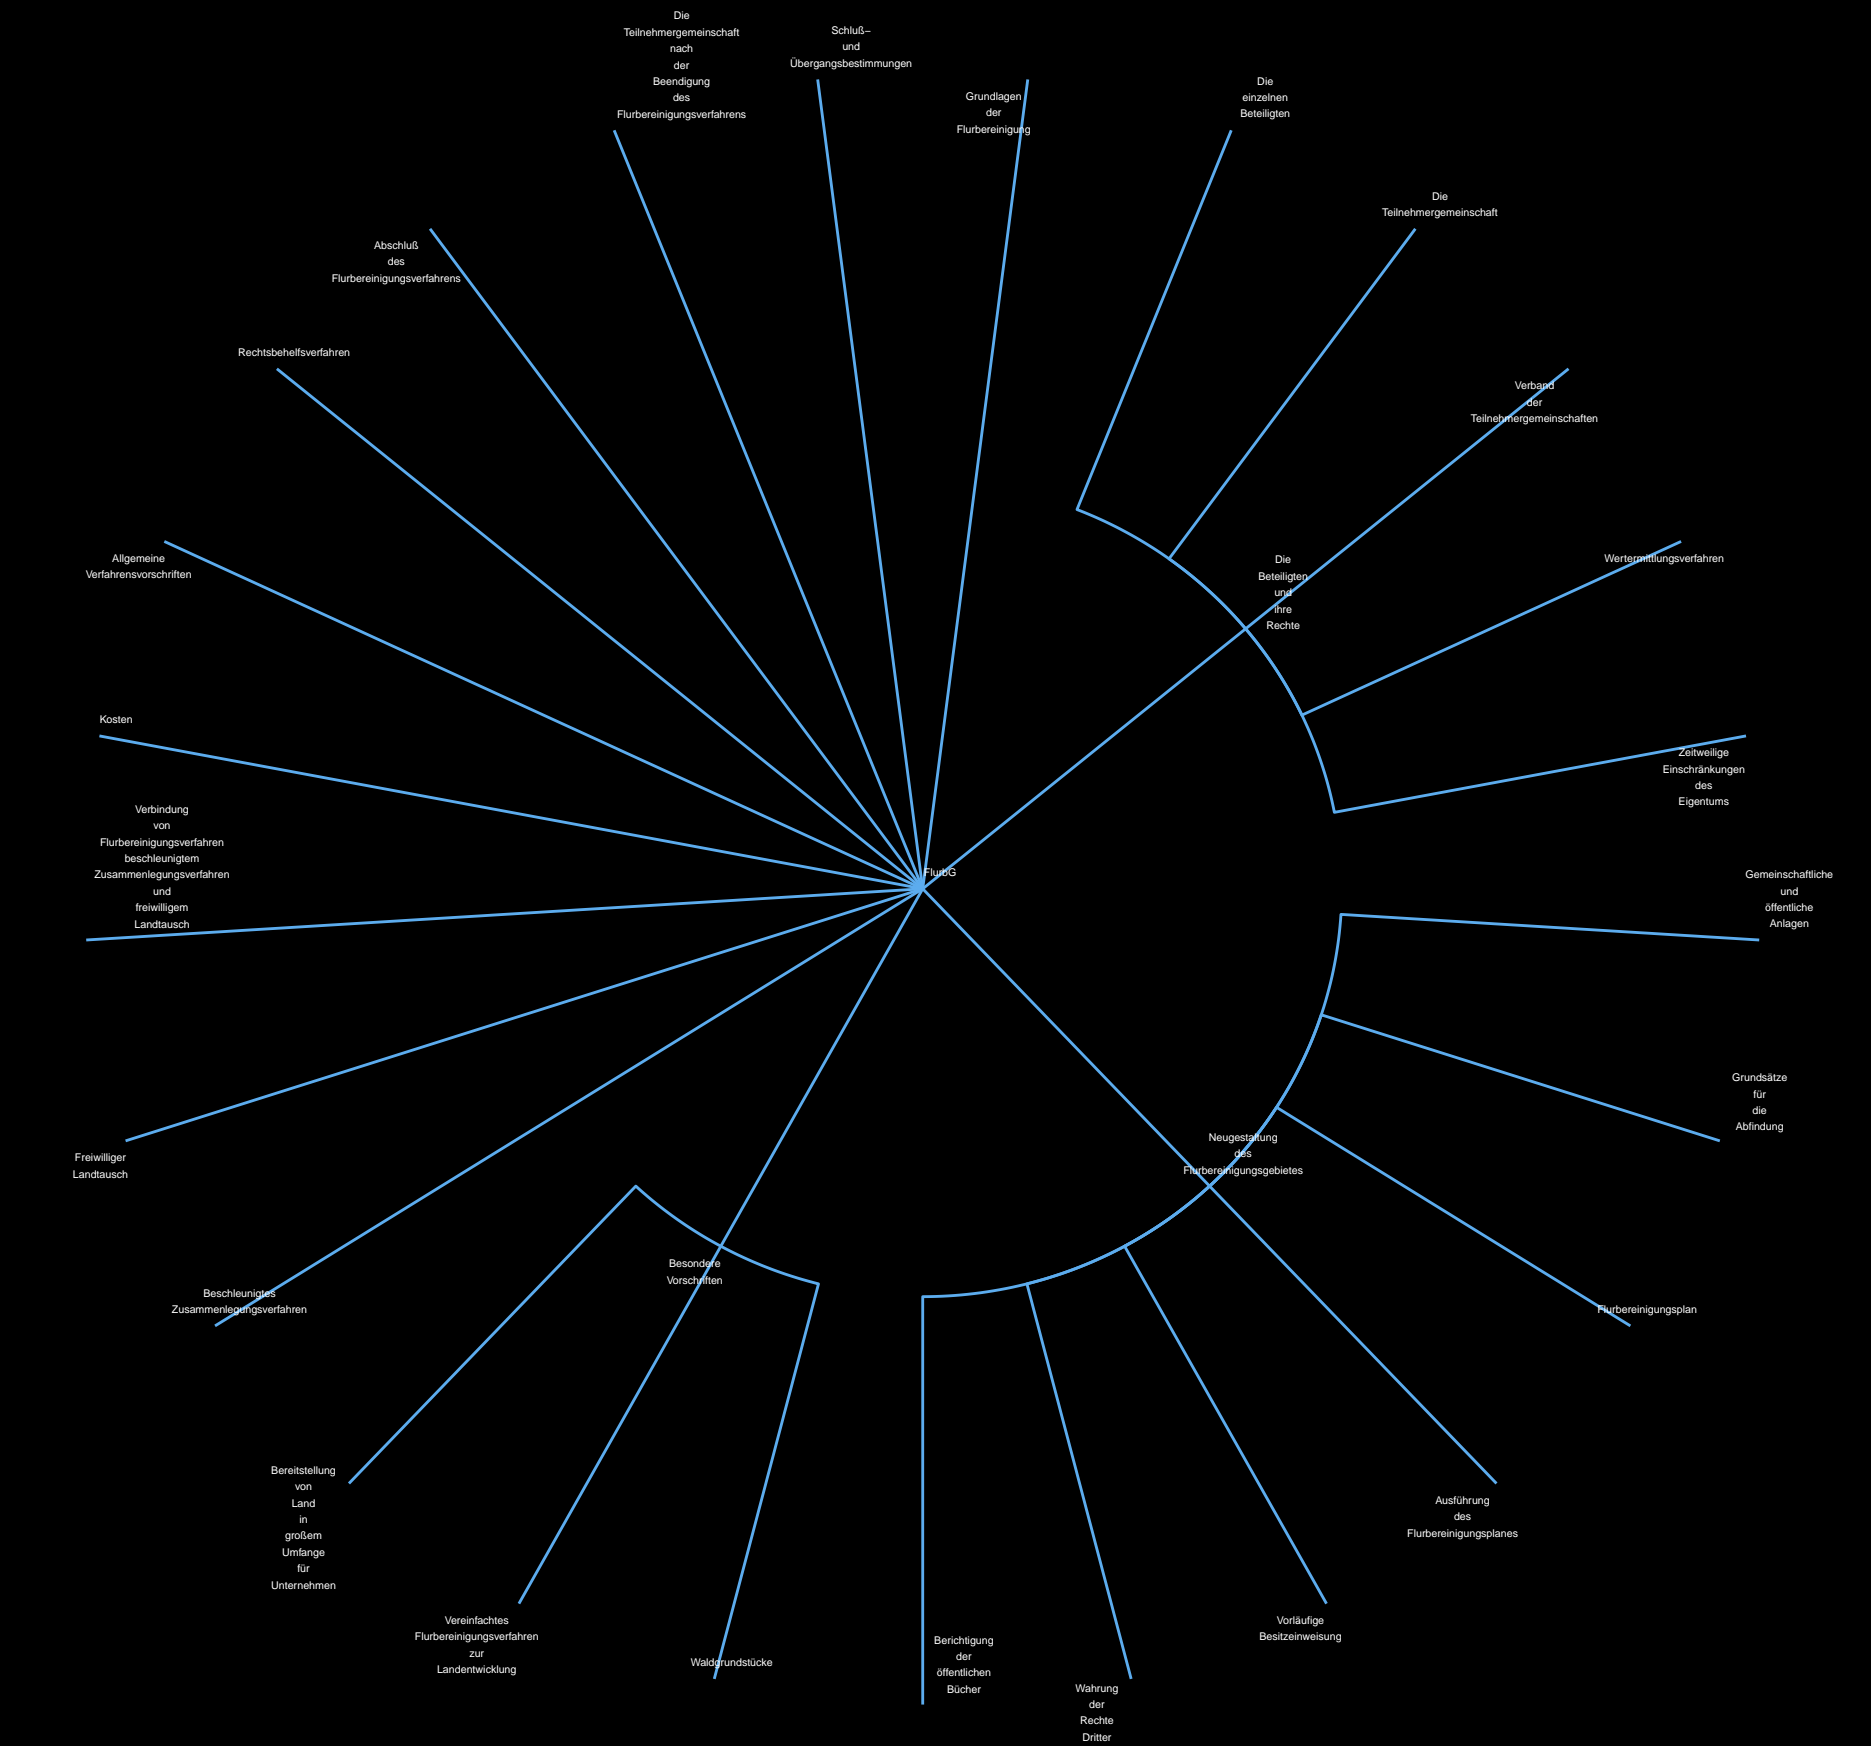 Die
Teilnehmergemeinschaft
nach
der
Beendigung
des
Flurbereinigungsverfahrens
Schluß–
und
Übergangsbestimmungen
Grundlagen
der
Flurbereinigung
Die
einzelnen
Beteiligten
Die
Teilnehmergemeinschaft
Abschluß
des
Flurbereinigungsverfahrens
Rechtsbehelfsverfahren
Verband
der
Teilnehmergemeinschaften
Allgemeine
Verfahrensvorschriften
Die
Beteiligten
und
ihre
Rechte
Wertermittlungsverfahren
Kosten
Zeitweilige
Einschränkungen
des
Eigentums
Verbindung
von
Flurbereinigungsverfahren
beschleunigtem
Zusammenlegungsverfahren
und
freiwilligem
Landtausch
FlurbG
Gemeinschaftliche
und
öffentliche
Anlagen
Grundsätze
für
die
Abfindung
Neugestaltung
des
Flurbereinigungsgebietes
Freiwilliger
Landtausch
Besondere
Vorschriften
Beschleunigtes
Zusammenlegungsverfahren
Flurbereinigungsplan
Bereitstellung
von
Land
in
großem
Umfange
für
Unternehmen
Ausführung
des
Flurbereinigungsplanes
Vereinfachtes
Flurbereinigungsverfahren
zur
Landentwicklung
Waldgrundstücke
Berichtigung
der
öffentlichen
Bücher
Vorläufige
Besitzeinweisung
Wahrung
der
Rechte
Dritter